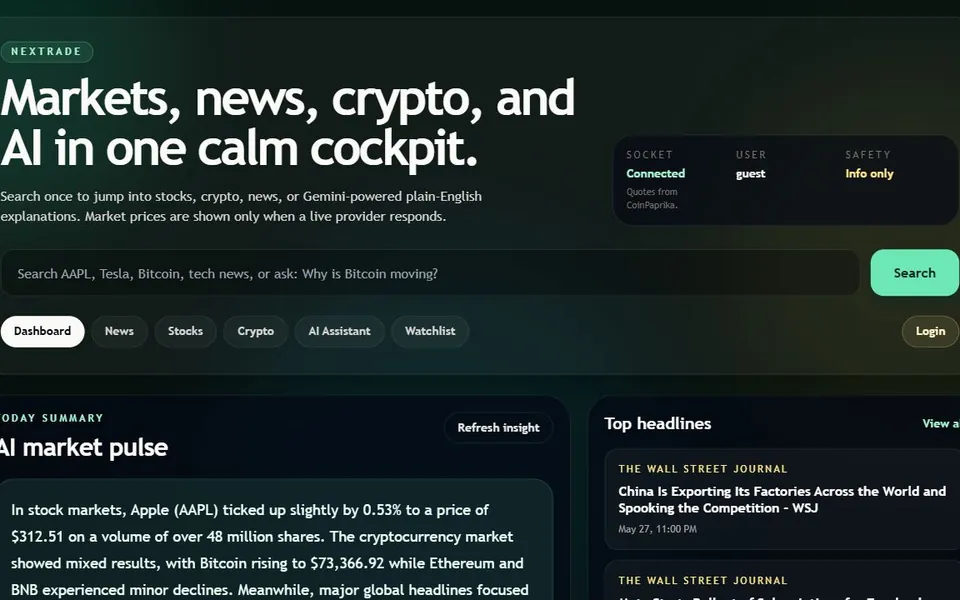 NEXTRADE
Markets, news, crypto, and
AI in one calm cockpit.
Search once to jump into stocks, crypto, news, or Gemini-powered plain-English
explanations. Market prices are shown only when a live provider responds.
SOCKET
Connected
Quotes from
CoinPaprika.
USER
guest
SAFETY
Info only
Search AAPL, Tesla, Bitcoin, tech news, or ask: Why is Bitcoin moving?
Search
Dashboard
News
Stocks
Crypto
AI Assistant
Watchlist
Login
TODAY SUMMARY
AI market pulse
Refresh insight
In stock markets, Apple (AAPL) ticked up slightly by 0.53% to a price of
$312.51 on a volume of over 48 million shares. The cryptocurrency market
showed mixed results, with Bitcoin rising to $73,366.92 while Ethereum and
BNB experienced minor declines. Meanwhile, major global headlines focused
Top headlines
View
THE WALL STREET JOURNAL
China Is Exporting Its Factories Across the World and
Spooking the Competition - WSJ
May 27, 11:00 PM
THE WALL STREET JOURNAL